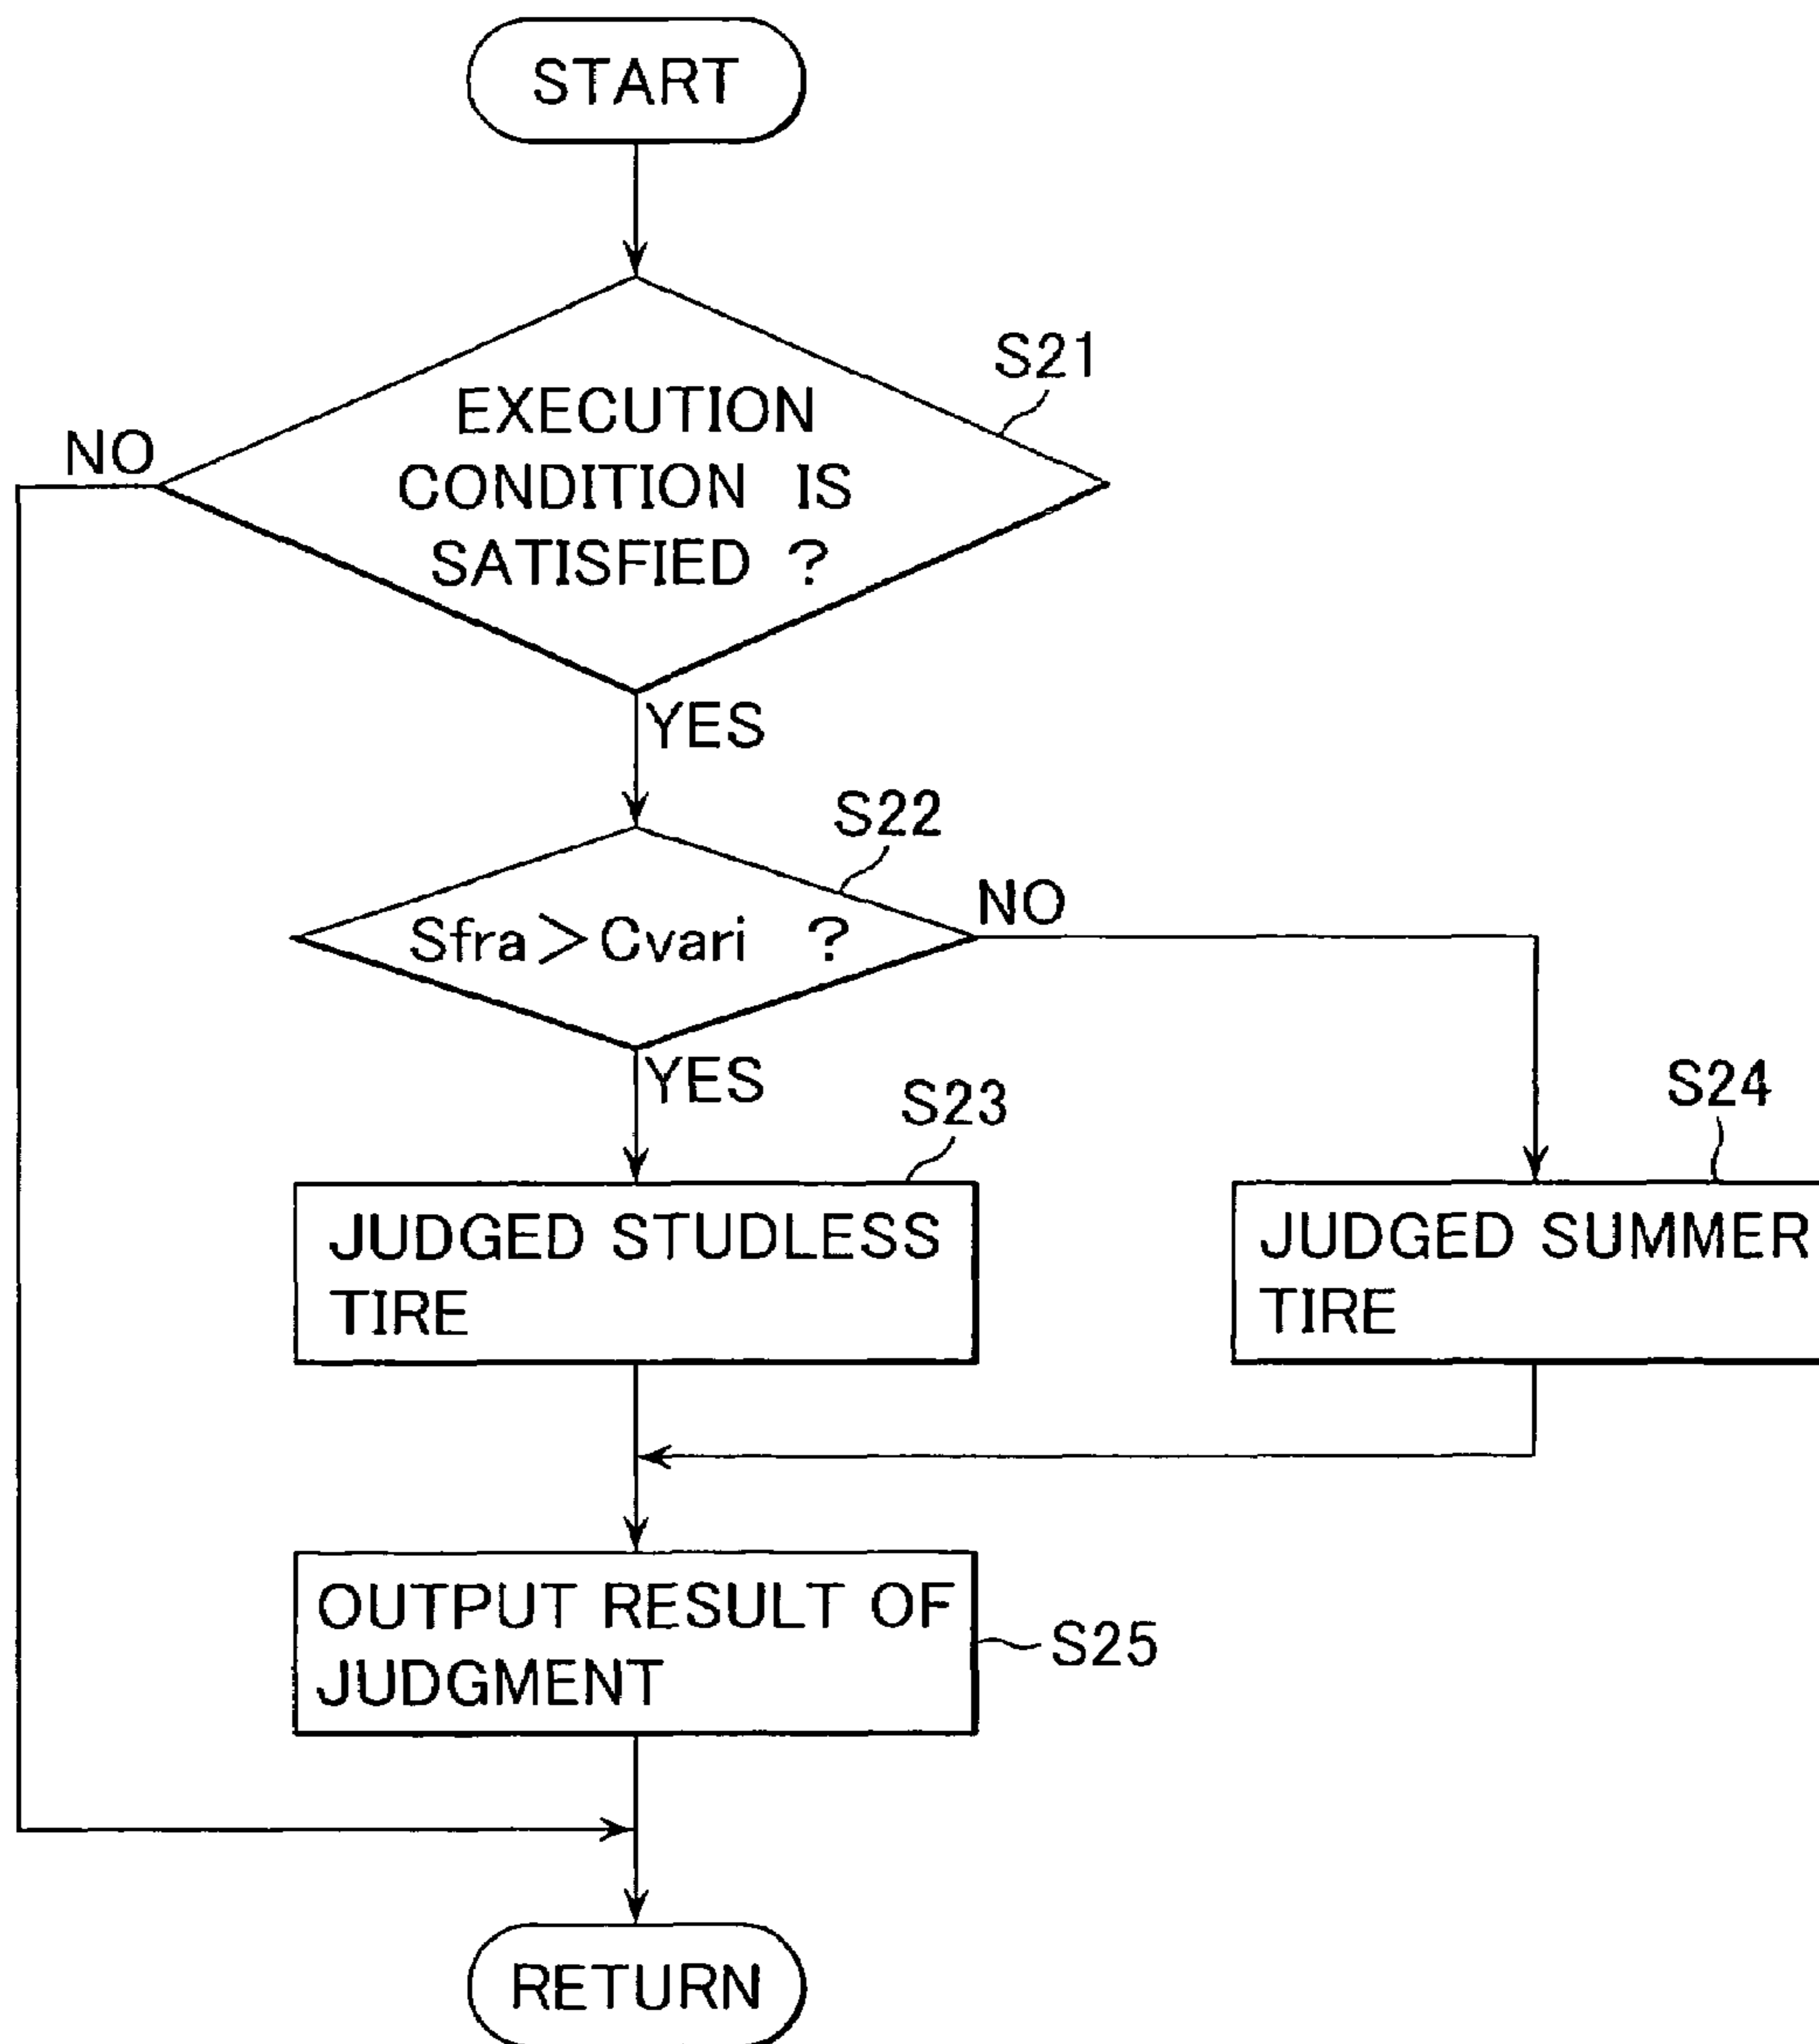 START
S21
EXECUTION
CONDITION IS
SATISFIED ?
NO
YES
S22
Sfra>Cvari ?
NO
YES
S23
S24
JUDGED STUDLESS
TIRE
JUDGED SUMMER
TIRE
OUTPUT RESULT OF
JUDGMENT
S25
RETURN